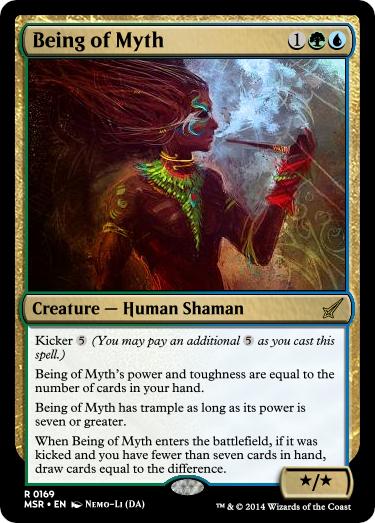 Being of Myth 1
Creature — Human Shaman
Kicker 5 (You may pay an additional 5 as you cast this
spell.)
Being of Myth's power and toughness are equal to the
number of cards in your hand.
Being of Myth has trample as long as its power is
seven or greater.
When Being of Myth enters the battlefield, if it was
kicked and you have fewer than seven cards in hand,
draw cards equal to the difference.
★/★
R 0169
MSR • EN Nemo-Li (DA)
™ & © 2014 Wizards of the Coast